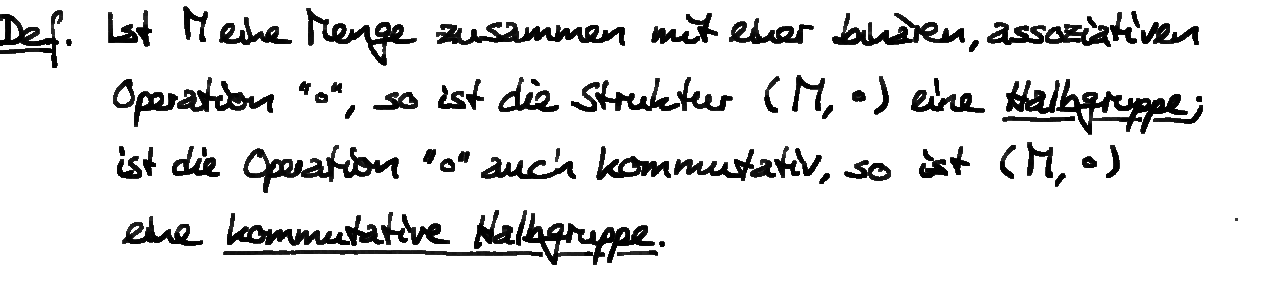 Def. Ist M eine Menge zusammen mit einer binären, assoziativen
Operation "∘", so ist die Struktur (M, ∘) eine Halbgruppe;
ist die Operation "∘" auch kommutativ, so ist (M, ∘)
eine kommutative Halbgruppe.